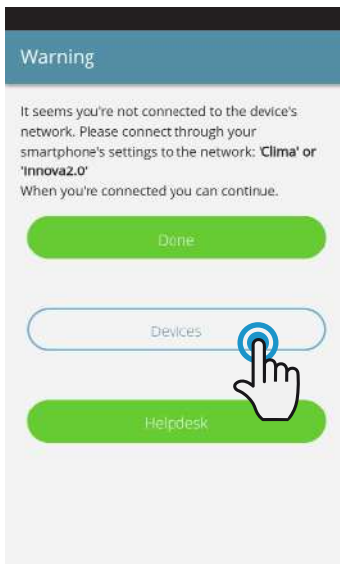 Warning
It seems you're not connected to the device's
network. Please connect through your
smartphone's settings to the network: 'Clima' or
'Innova2.0'
When you're connected you can continue.
Done
Devices
Helpdesk